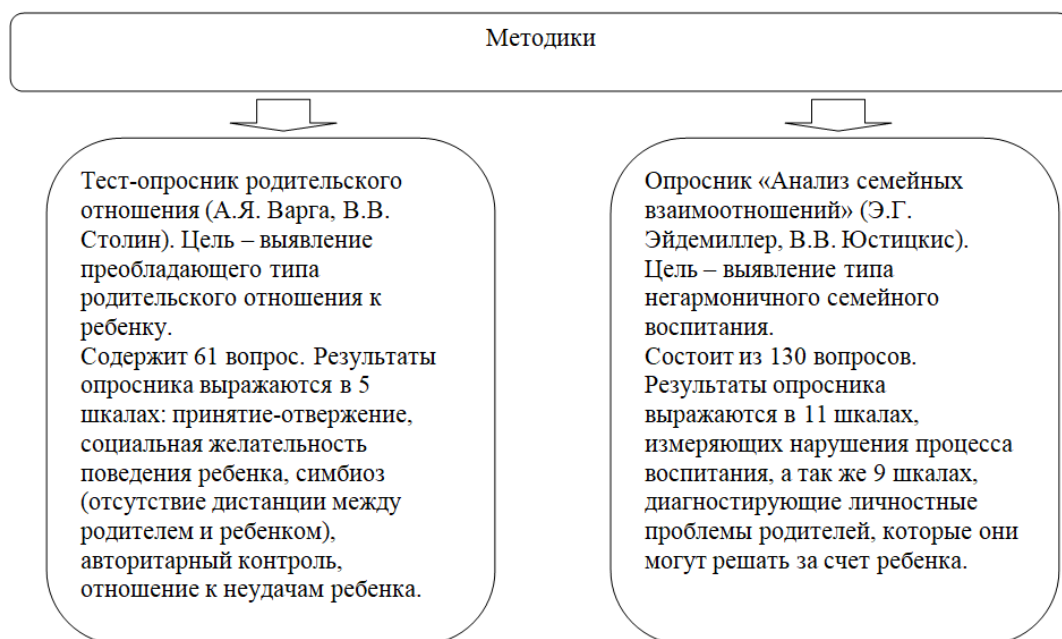 Методики
Тест-опросник родительского
отношения (А.Я. Варга, В.В.
Столин). Цель – выявление
преобладающего типа
родительского отношения к
ребенку.
Содержит 61 вопрос. Результаты
опросника выражаются в 5
шкалах: принятие-отвержение,
социальная желательность
поведения ребенка, симбиоз
(отсутствие дистанции между
родителем и ребенком),
авторитарный контроль,
отношение к неудачам ребенка.
Опросник «Анализ семейных
взаимоотношений» (Э.Г.
Эйдемиллер, В.В. Юстицкис).
Цель – выявление типа
негармоничного семейного
воспитания.
Состоит из 130 вопросов.
Результаты опросника
выражаются в 11 шкалах,
измеряющих нарушения процесса
воспитания, а так же 9 шкалах,
диагностирующие личностные
проблемы родителей, которые они
могут решать за счет ребенка.